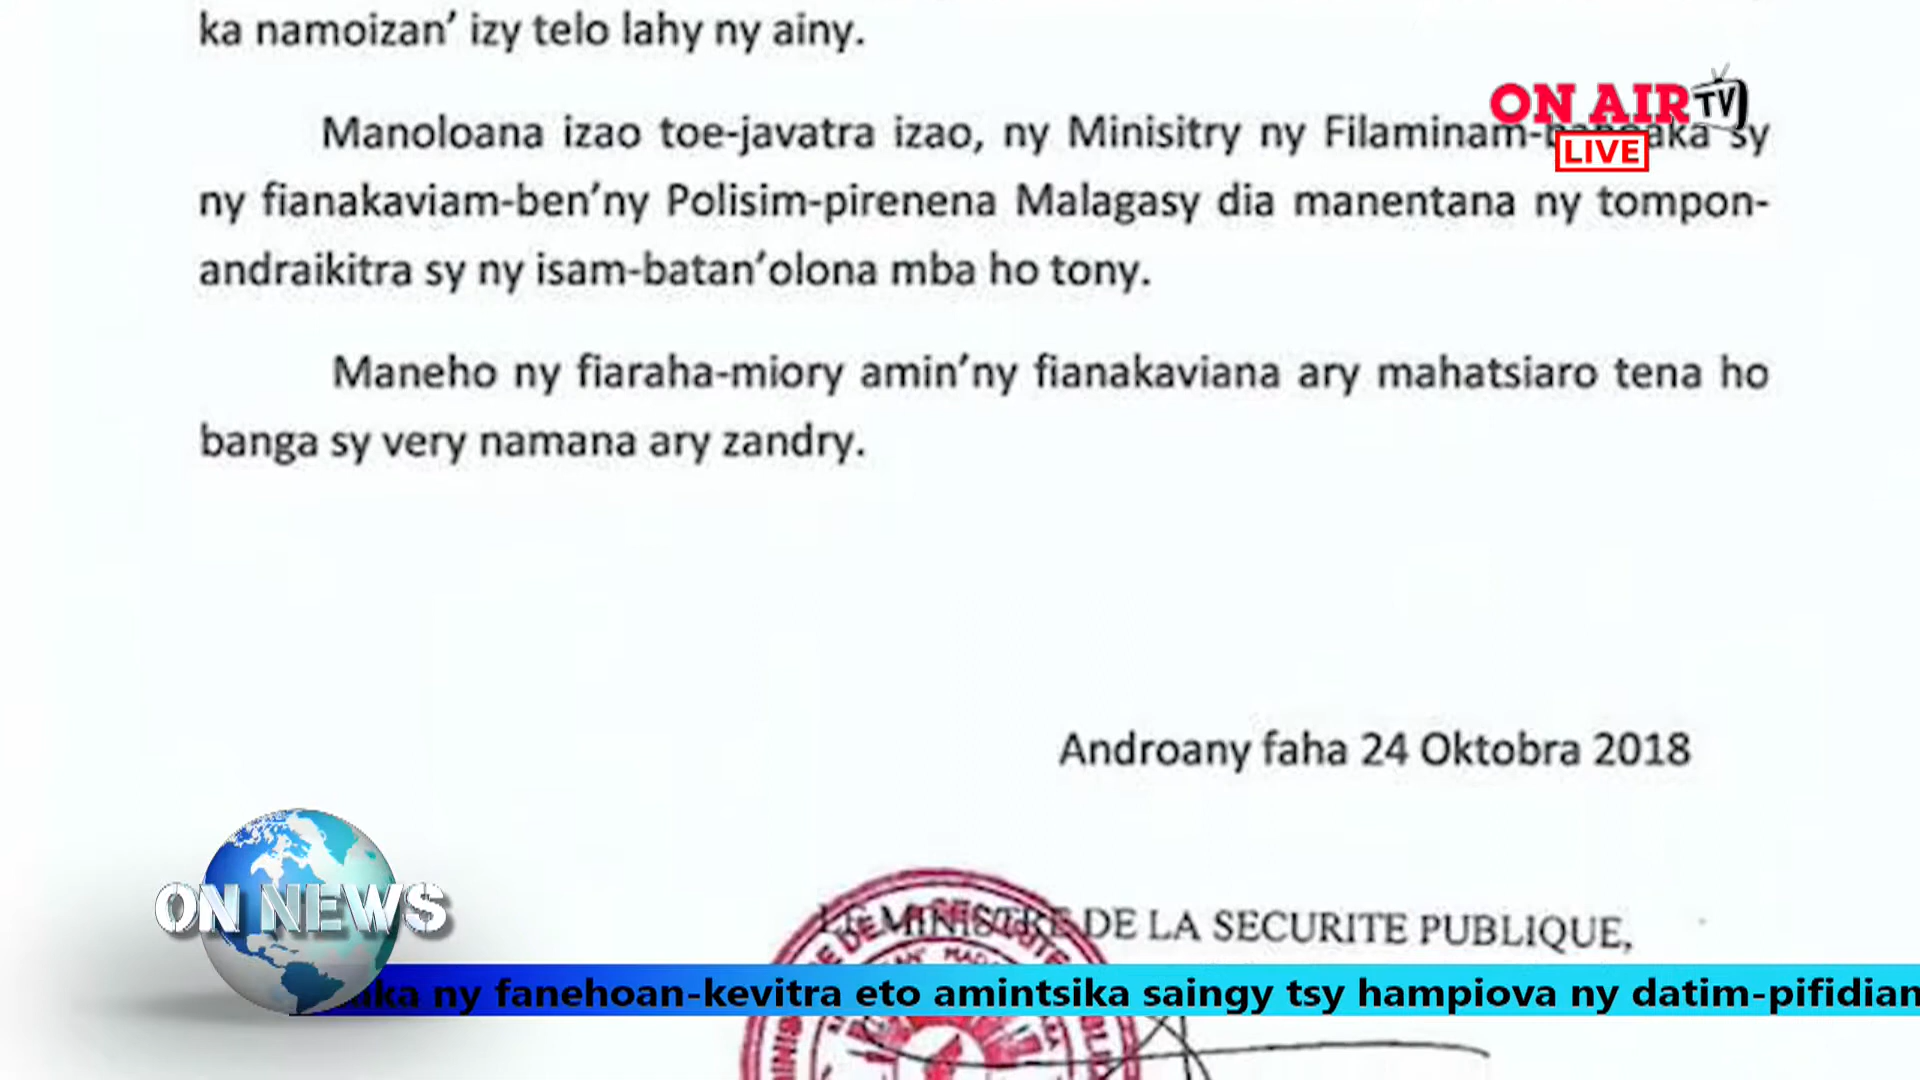 ka namoizan’ izy telo lahy ny ainy.
ON AIR TV
LIVE
Manoloana izao toe-javatra izao, ny Minisitry ny Filaminam- sy
ny fianakaviam-ben’ny Polisim-pirenena Malagasy dia manentana ny tompon-
andraikitra sy ny isam-batan’olona mba ho tony.
Maneho ny fiaraha-miory amin’ny fianakaviana ary mahatsiaro tena ho
banga sy very namana ary zandry.
Androany faha 24 Oktobra 2018
LE MINISTRE DE LA SECURITE PUBLIQUE,
ON NEWS
ny fanehoan-kevitra eto amintsika saingy tsy hampiova ny datim-pifidian